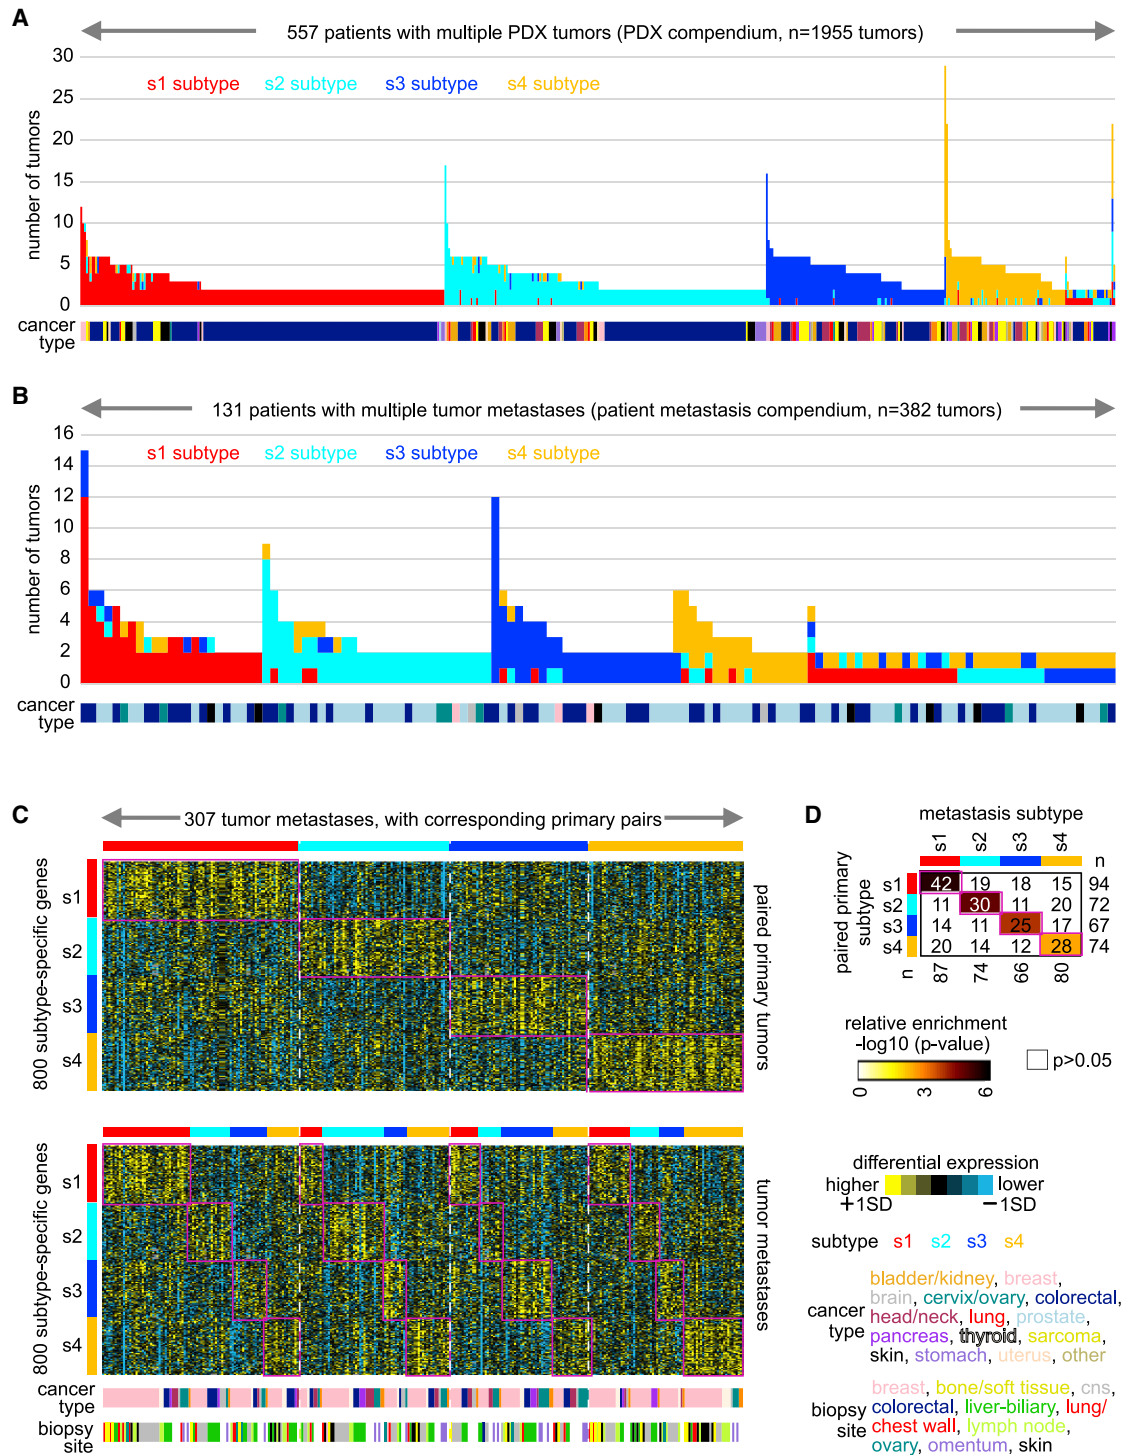 A
557 patients with multiple PDX tumors (PDX compendium, n=1955 tumors)
s1 subtype s2 subtype s3 subtype s4 subtype
number of tumors
30
25
20
15
10
5
0
cancer
type
B
131 patients with multiple tumor metastases (patient metastasis compendium, n=382 tumors)
s1 subtype s2 subtype s3 subtype s4 subtype
number of tumors
16
14
12
10
8
6
4
2
0
cancer
type
C
307 tumor metastases, with corresponding primary pairs
800 subtype-specific genes
s1
s2
s3
s4
paired primary tumors
800 subtype-specific genes
s1
s2
s3
s4
tumor metastases
cancer
type
biopsy
site
D
metastasis subtype
s1 s2 s3 s4 n
paired primary
subtype
s1 42 19 18 15 94
s2 11 30 11 20 72
s3 14 11 25 17 67
s4 20 14 12 28 74
n 87 74 66 80
relative enrichment
-log10 (p-value)
0 3 6
p>0.05
differential expression
higher lower
+1SD −1SD
subtype s1 s2 s3 s4
cancer
type
bladder/kidney, breast,
brain, cervix/ovary, colorectal,
head/neck, lung, prostate,
pancreas, thyroid, sarcoma,
skin, stomach, uterus, other
biopsy
site
breast, bone/soft tissue, cns,
colorectal, liver-biliary, lung/
chest wall, lymph node,
ovary, omentum, skin